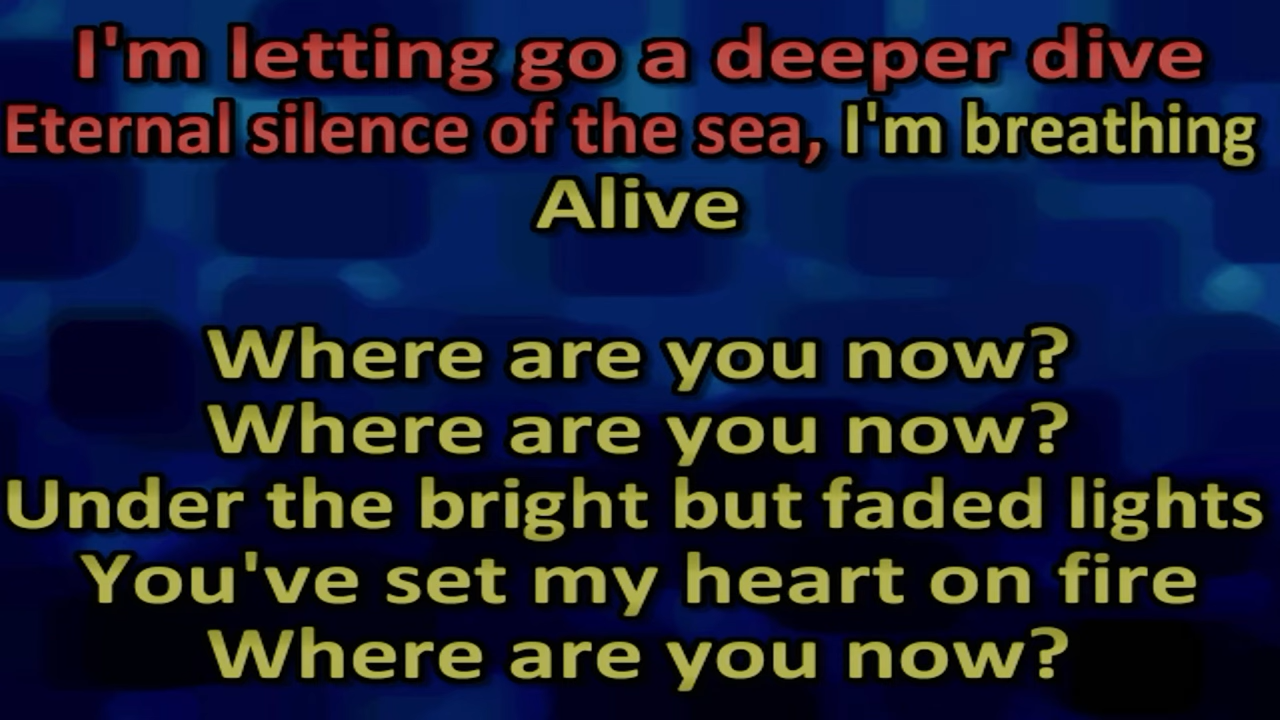 I'm letting go a deeper dive
Eternal silence of the sea, I'm breathing
Alive
Where are you now?
Where are you now?
Under the bright but faded lights
You've set my heart on fire
Where are you now?